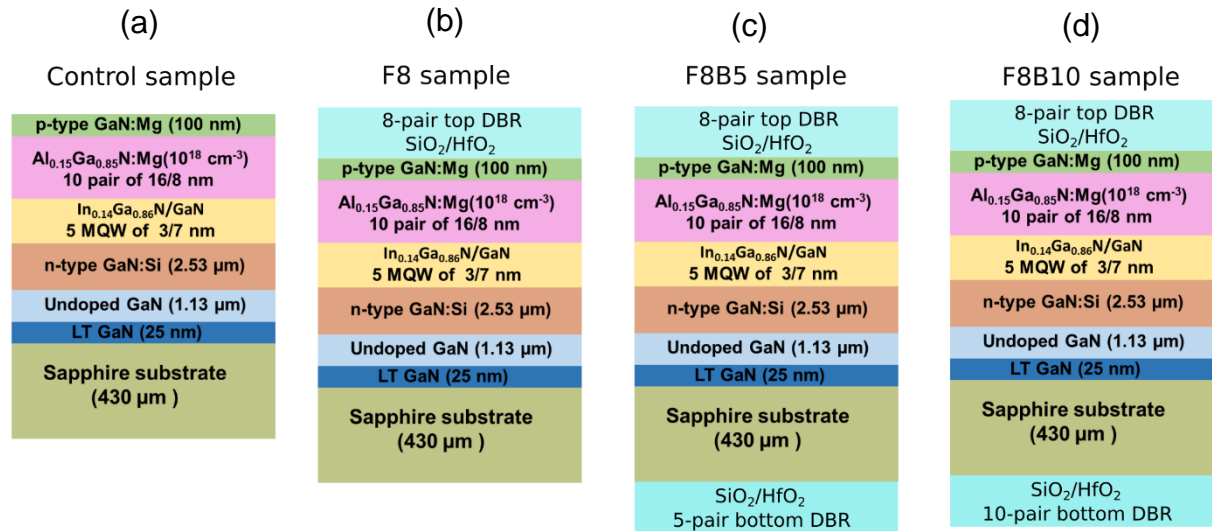 (a)
Control sample
p-type GaN:Mg (100 nm)
Al0.15Ga0.85N:Mg(10^18 cm^-3)
10 pair of 16/8 nm
In0.14Ga0.86N/GaN
5 MQW of 3/7 nm
n-type GaN:Si (2.53 µm)
Undoped GaN (1.13 µm)
LT GaN (25 nm)
Sapphire substrate
(430 µm )
(b)
F8 sample
8-pair top DBR
SiO2/HfO2
p-type GaN:Mg (100 nm)
Al0.15Ga0.85N:Mg(10^18 cm^-3)
10 pair of 16/8 nm
In0.14Ga0.86N/GaN
5 MQW of 3/7 nm
n-type GaN:Si (2.53 µm)
Undoped GaN (1.13 µm)
LT GaN (25 nm)
Sapphire substrate
(430 µm )
(c)
F8B5 sample
8-pair top DBR
SiO2/HfO2
p-type GaN:Mg (100 nm)
Al0.15Ga0.85N:Mg(10^18 cm^-3)
10 pair of 16/8 nm
In0.14Ga0.86N/GaN
5 MQW of 3/7 nm
n-type GaN:Si (2.53 µm)
Undoped GaN (1.13 µm)
LT GaN (25 nm)
Sapphire substrate
(430 µm )
SiO2/HfO2
5-pair bottom DBR
(d)
F8B10 sample
8-pair top DBR
SiO2/HfO2
p-type GaN:Mg (100 nm)
Al0.15Ga0.85N:Mg(10^18 cm^-3)
10 pair of 16/8 nm
In0.14Ga0.86N/GaN
5 MQW of 3/7 nm
n-type GaN:Si (2.53 µm)
Undoped GaN (1.13 µm)
LT GaN (25 nm)
Sapphire substrate
(430 µm )
SiO2/HfO2
10-pair bottom DBR